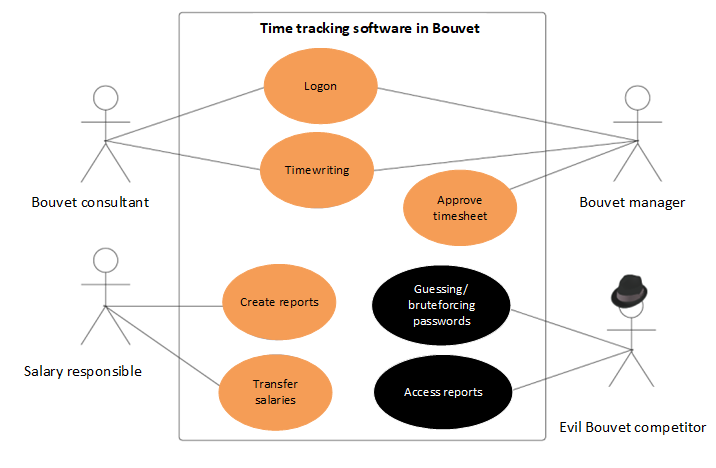 Time tracking software in Bouvet
Logon
Timewriting
Approve
timesheet
Bouvet consultant
Bouvet manager
Create reports
Guessing/
bruteforcing
passwords
Salary responsible
Transfer
salaries
Access reports
Evil Bouvet competitor